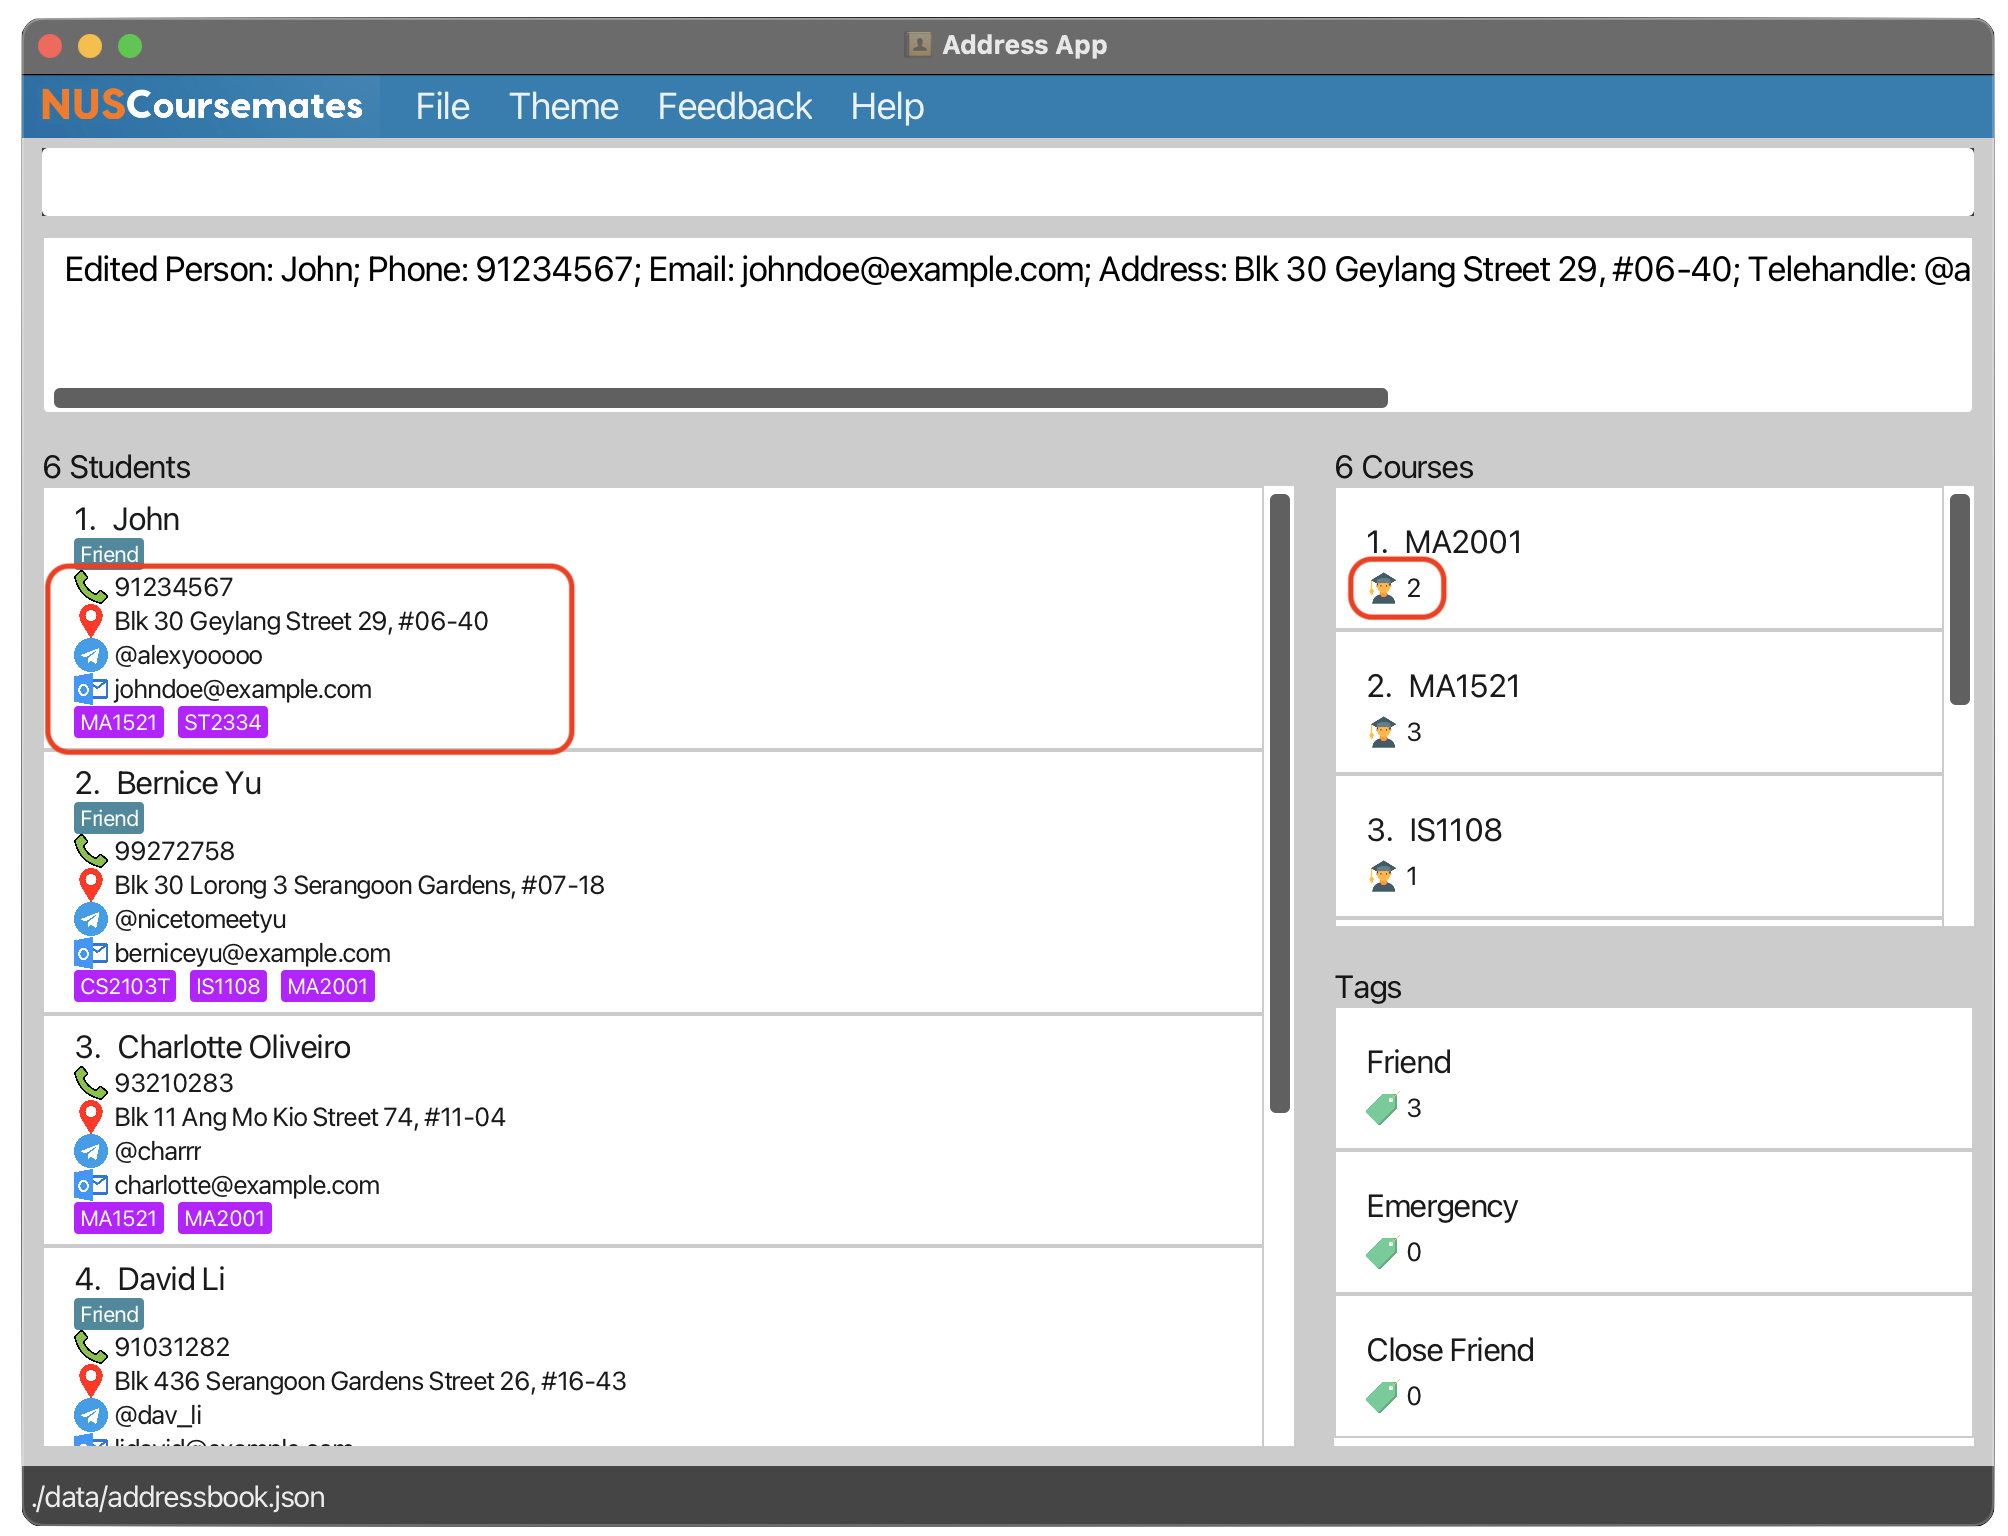 Address App
NUSCoursemates File Theme Feedback Help
Edited Person: John; Phone: 91234567; Email: johndoe@example.com; Address: Blk 30 Geylang Street 29, #06-40; Telehandle: @a
6 Students
1. John
Friend
91234567
Blk 30 Geylang Street 29, #06-40
@alexyooooo
johndoe@example.com
MA1521 ST2334
2. Bernice Yu
Friend
99272758
Blk 30 Lorong 3 Serangoon Gardens, #07-18
@nicetomeetyu
berniceyu@example.com
CS2103T IS1108 MA2001
3. Charlotte Oliveiro
93210283
Blk 11 Ang Mo Kio Street 74, #11-04
@charrr
charlotte@example.com
MA1521 MA2001
4. David Li
Friend
91031282
Blk 436 Serangoon Gardens Street 26, #16-43
@dav_li
lidavid@example.com
6 Courses
1. MA2001
2
2. MA1521
3
3. IS1108
1
Tags
Friend
3
Emergency
0
Close Friend
0
./data/addressbook.json